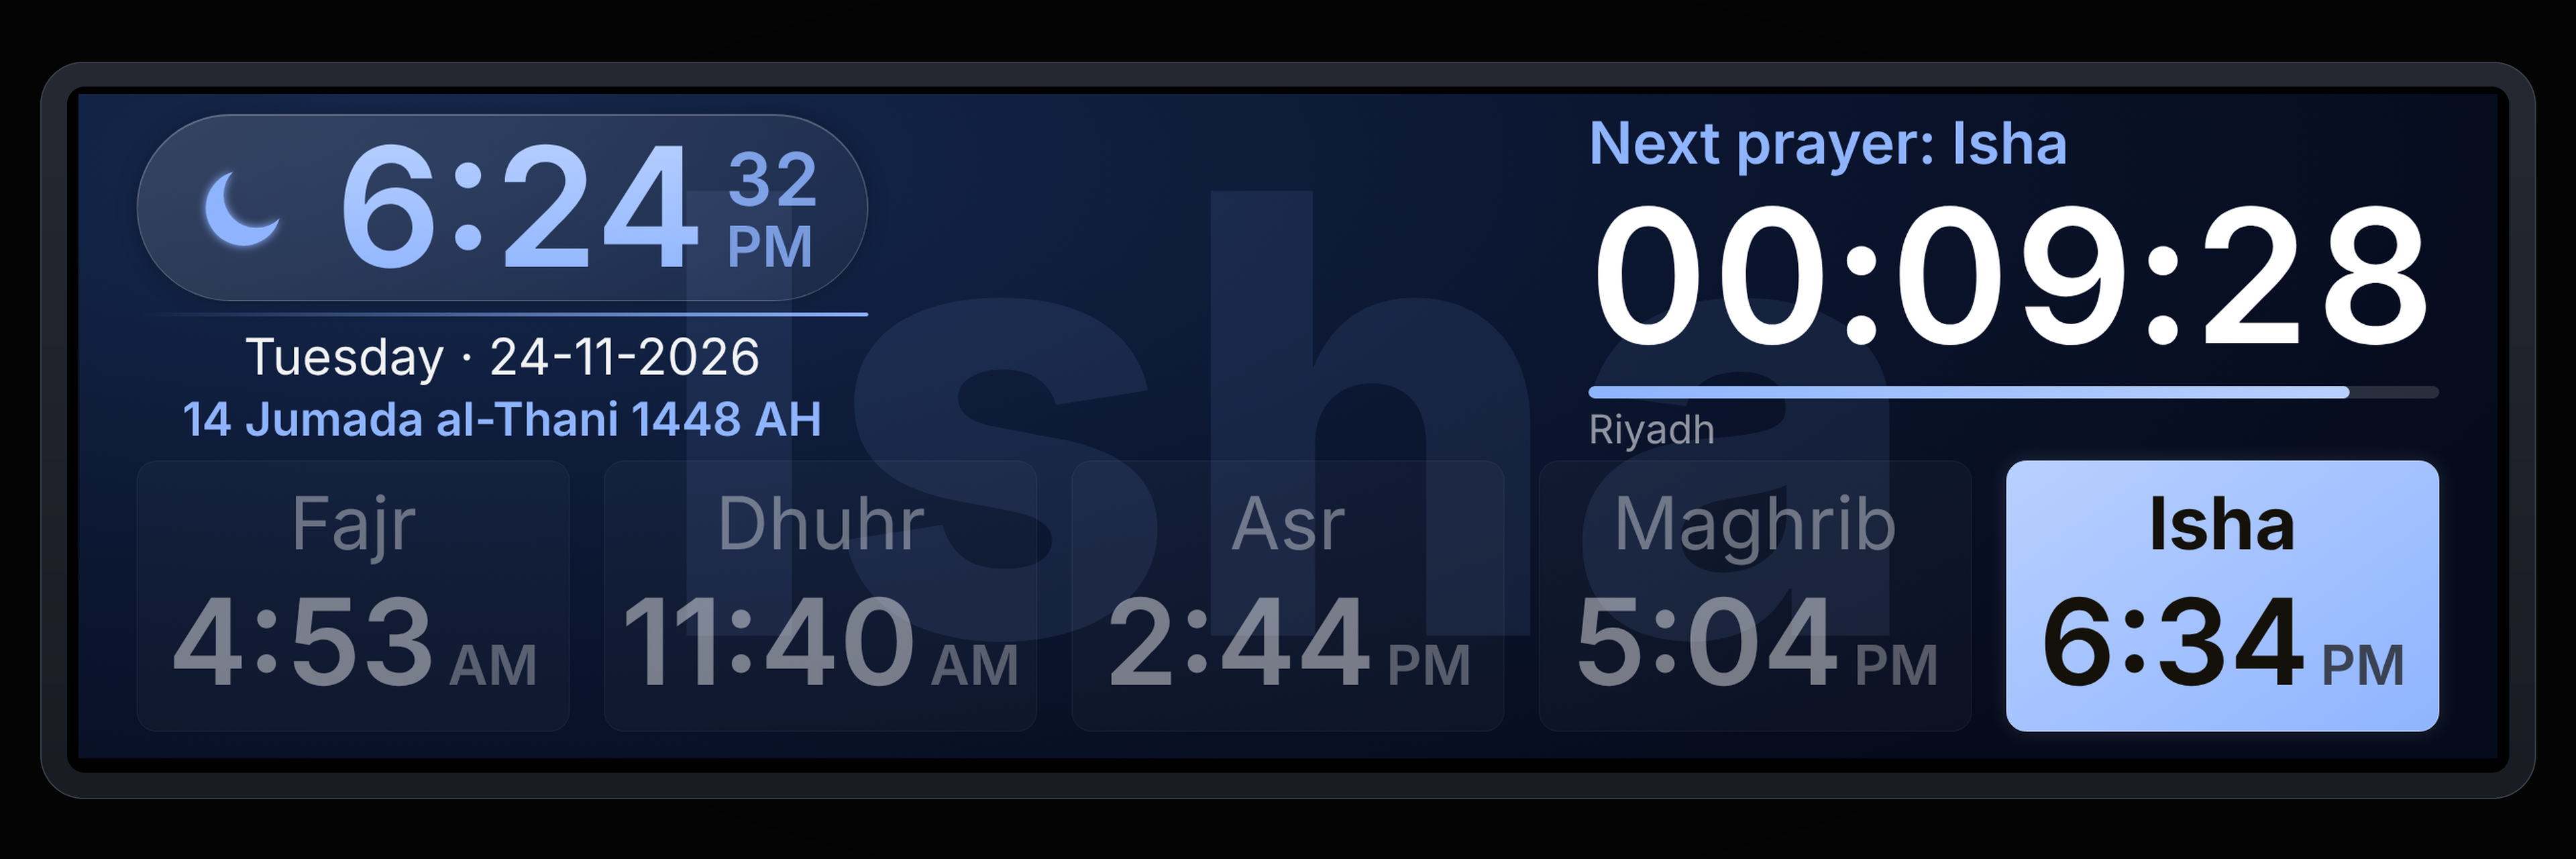 6:24 32 PM
Tuesday · 24-11-2026
14 Jumada al-Thani 1448 AH
Next prayer: Isha
00:09:28
Riyadh
Isha
Fajr
4:53 AM
Dhuhr
11:40 AM
Asr
2:44 PM
Maghrib
5:04 PM
Isha
6:34 PM